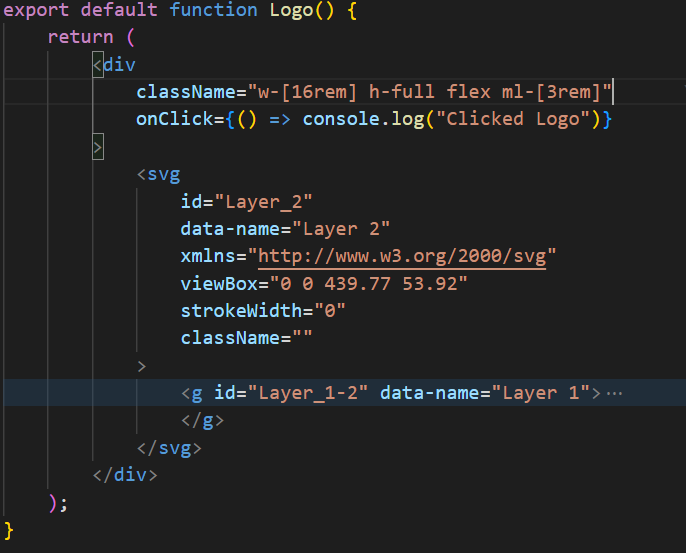 export default function Logo() {
    return (
        <div
            className="w-[16rem] h-full flex ml-[3rem]"
            onClick={() => console.log("Clicked Logo")}
        >
            <svg
                id="Layer_2"
                data-name="Layer 2"
                xmlns="http://www.w3.org/2000/svg"
                viewBox="0 0 439.77 53.92"
                strokeWidth="0"
                className=""
            >
                <g id="Layer_1-2" data-name="Layer 1">⋯
                </g>
            </svg>
        </div>
    );
}